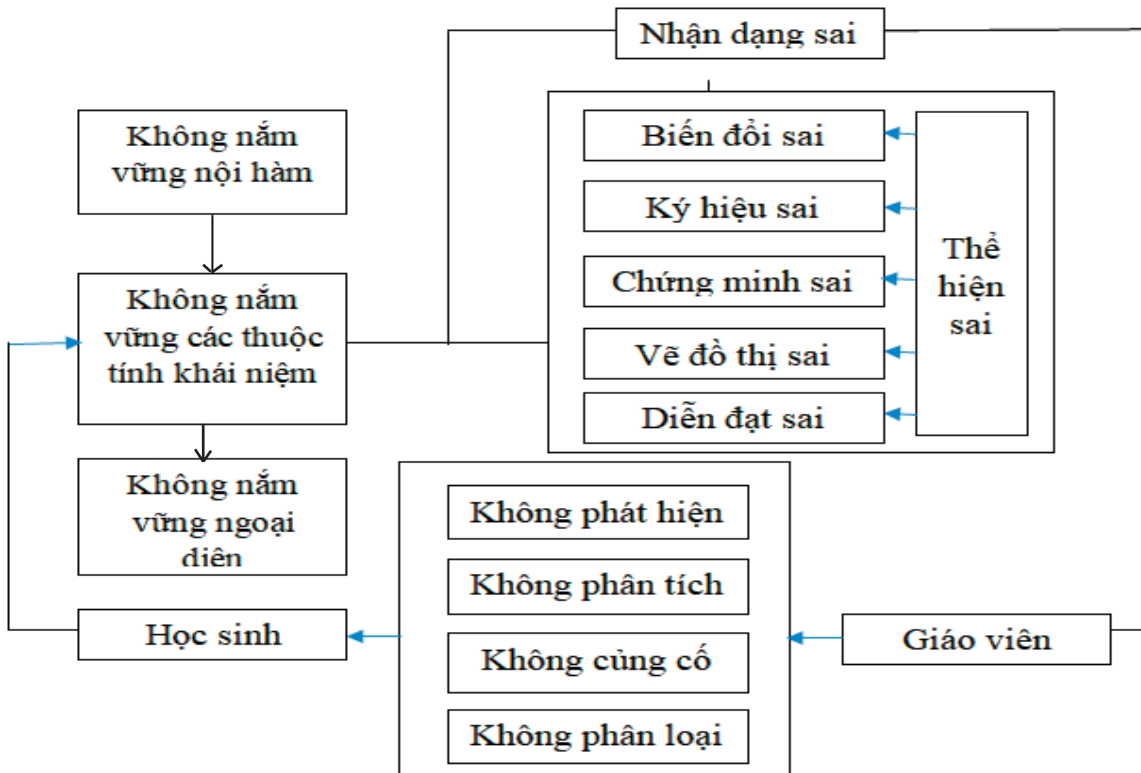 Nhận dạng sai
Không nắm
vững nội hàm
Biến đổi sai
Ký hiệu sai
Chứng minh sai
Vẽ đồ thị sai
Diễn đạt sai
Thể
hiện
sai
Không nắm
vững các thuộc
tính khái niệm
Không nắm
vững ngoại
diên
Không phát hiện
Không phân tích
Không củng cố
Không phân loại
Học sinh
Giáo viên